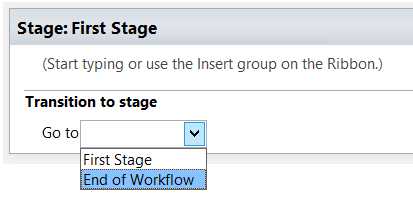 Stage: First Stage
(Start typing or use the Insert group on the Ribbon.)
Transition to stage
Go to
First Stage
End of Workflow